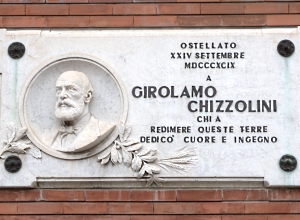 OSTELLATO
XXIV SETTEMBRE
MDCCCXCIX
A
GIROLAMO
CHIZZOLINI
CHI A
REDIMERE QUESTE TERRE
DEDICÒ CUORE E INGEGNO